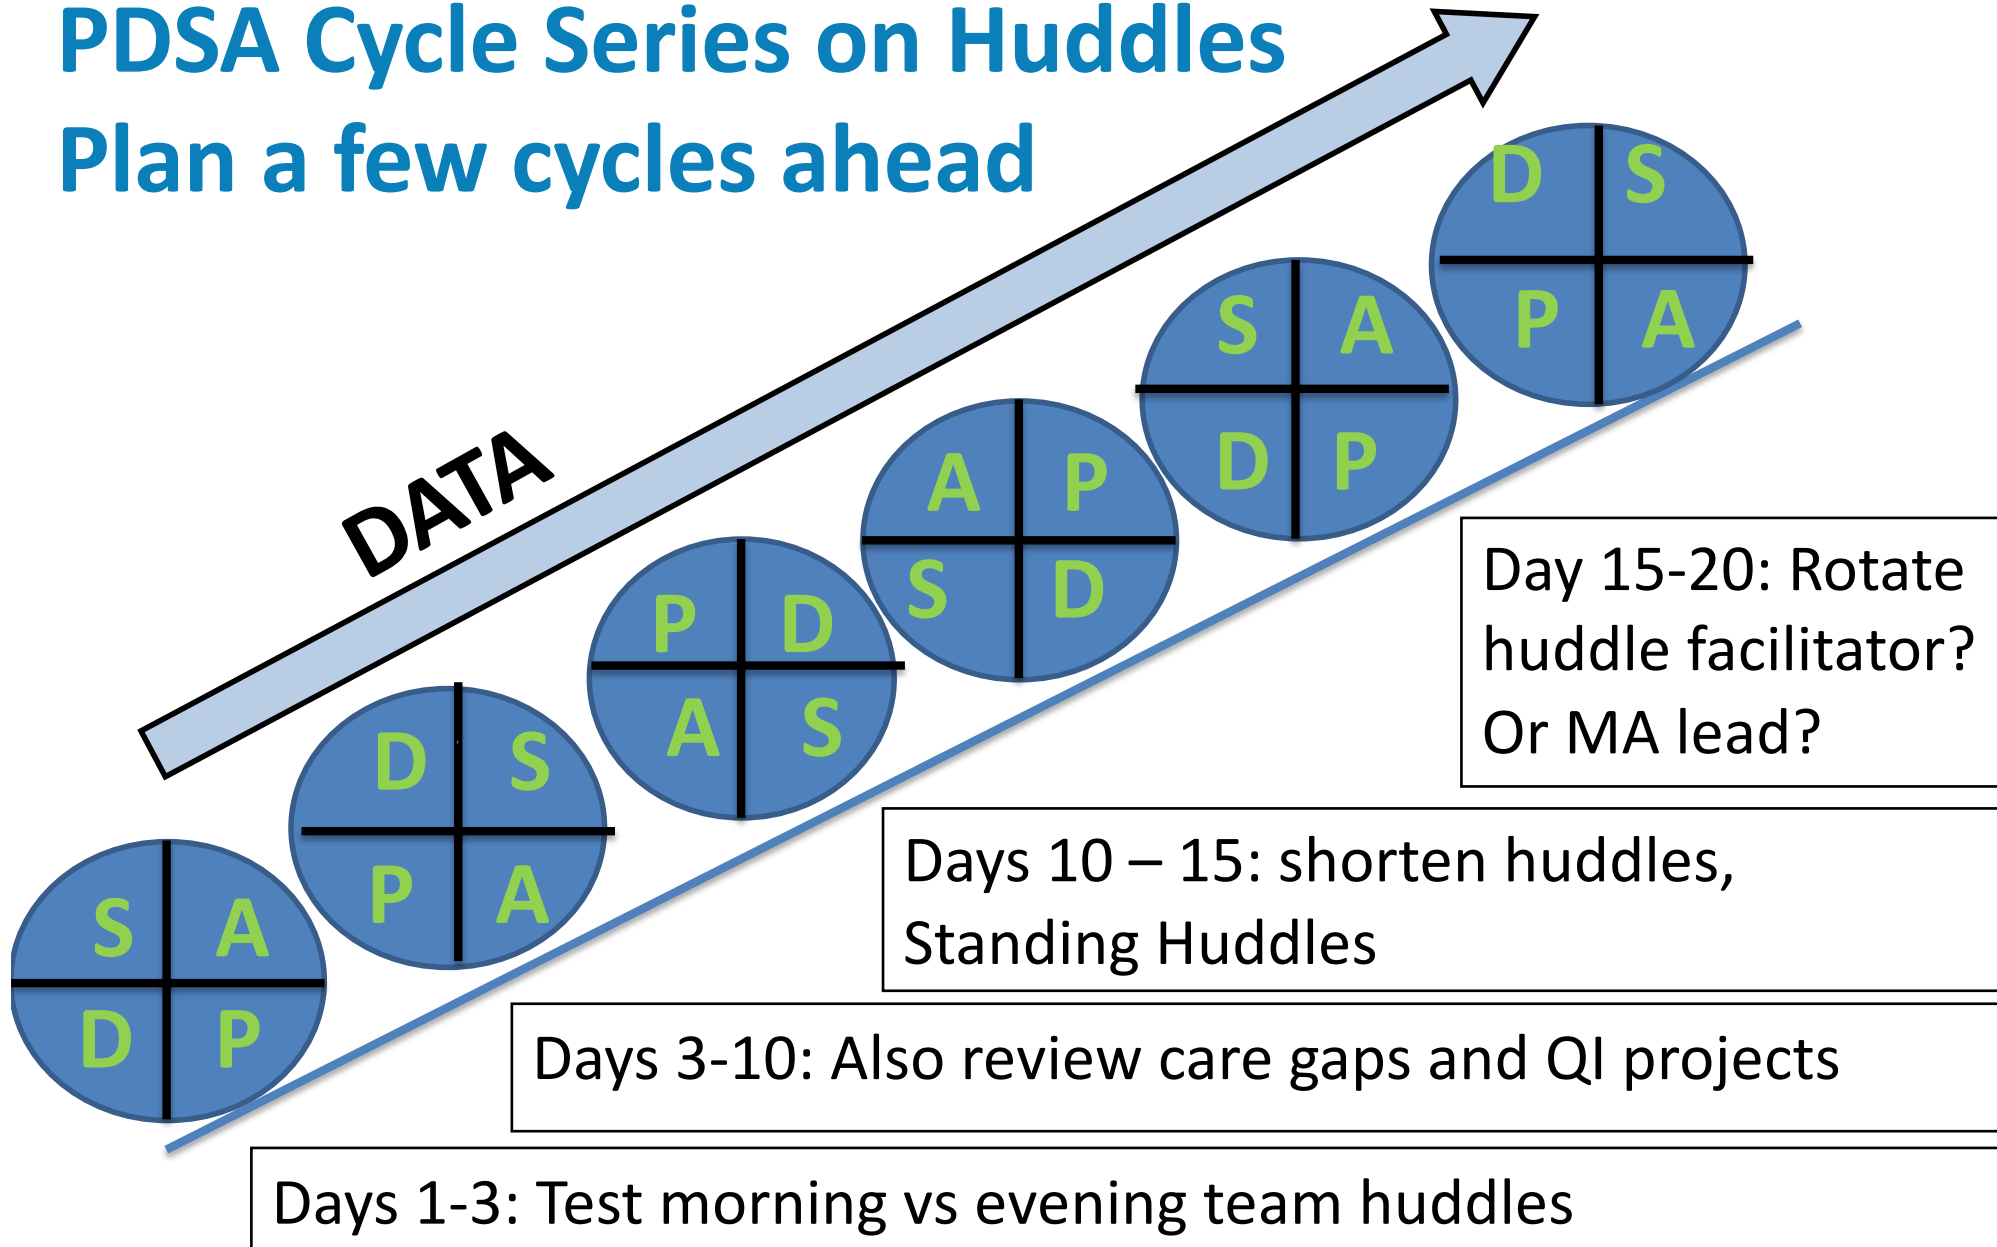 PDSA Cycle Series on Huddles
Plan a few cycles ahead
DATA
S A
D P
D S
P A
P D
A S
A P
S D
S A
D P
D S
P A
Day 15-20: Rotate
huddle facilitator?
Or MA lead?
Days 10 – 15: shorten huddles,
Standing Huddles
Days 3-10: Also review care gaps and QI projects
Days 1-3: Test morning vs evening team huddles